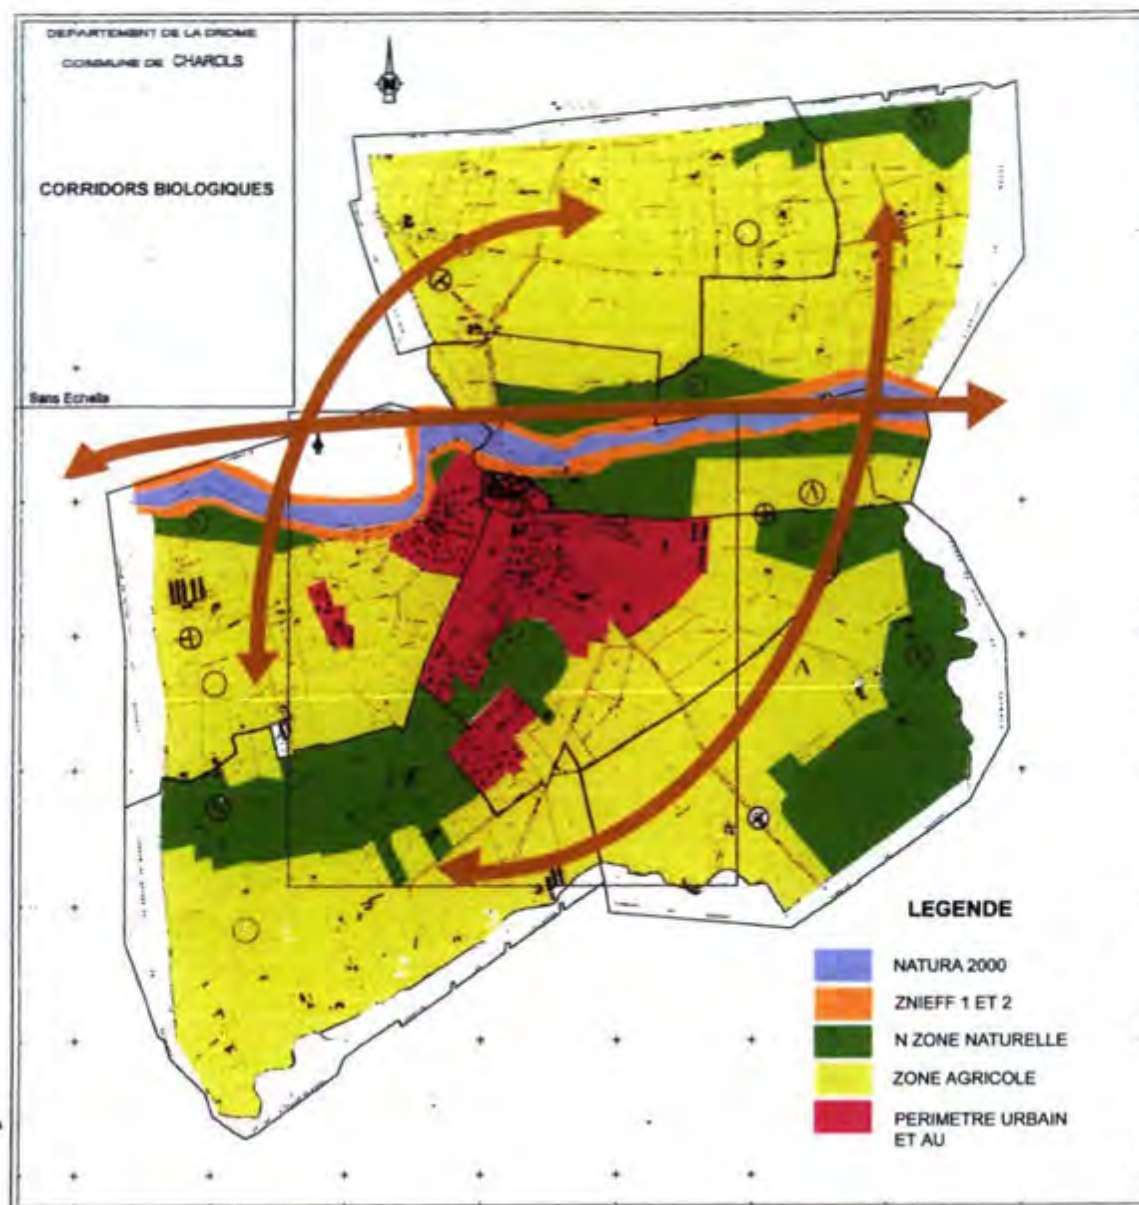 DEPARTEMENT DE LA DROME
COMMUNE DE CHAROLS
CORRIDORS BIOLOGIQUES
Sans Echelle
N
LEGENDE
NATURA 2000
ZNIEFF 1 ET 2
N ZONE NATURELLE
ZONE AGRICOLE
PERIMETRE URBAIN
ET AU